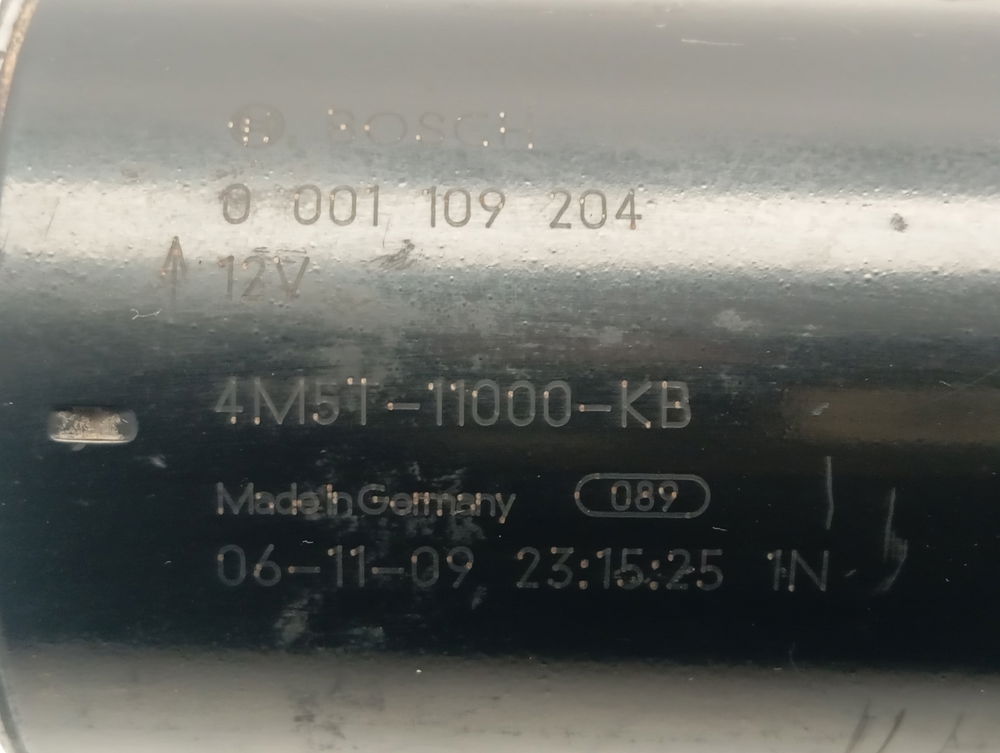 BOSCH
0 001 109 204
12V
4M5T-11000-KB
Made in Germany 089
06-11-09 23:15:25 1N